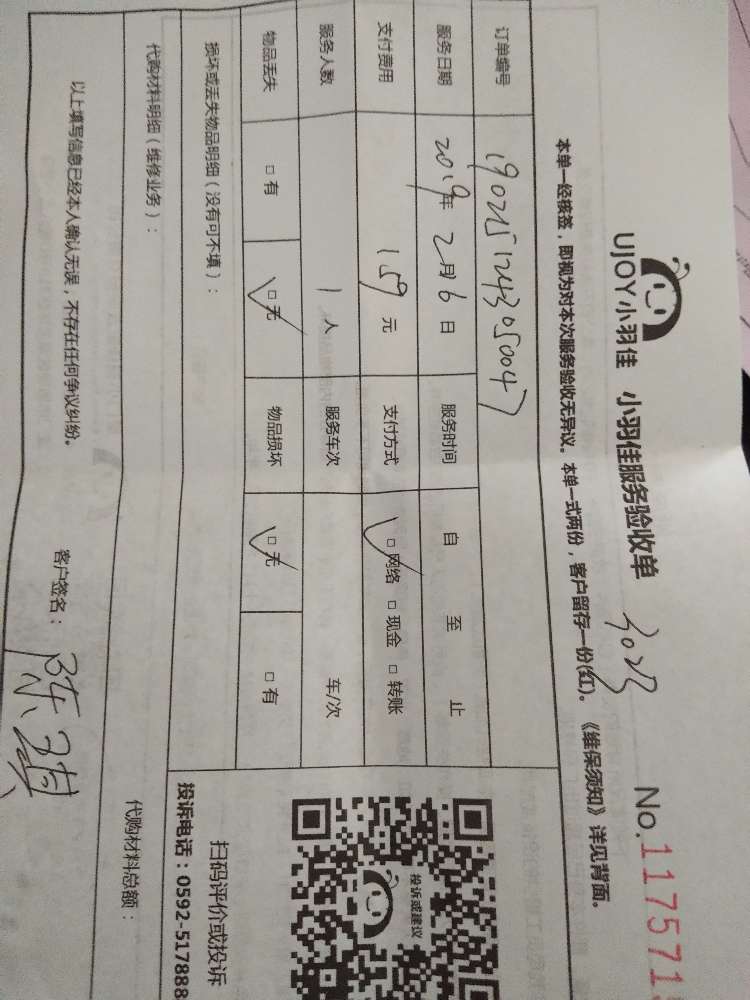 UJOY小羽佳 小羽佳服务验收单 No.117571
本单一经核签，即视为对本次服务验收无异议。本单一式两份，客户留存一份(红)。《维保须知》详见背面。
订单编号
服务日期 2019年 2月6日 服务时间 自 至 止
支付费用 159 元 支付方式 □ 网络 □ 现金 □ 转账
服务人数 1 人 服务车次 车/次
物品丢失 □ 有 □ 无 物品损坏 □ 无 □ 有
损坏或丢失物品明细（没有可不填）：
代购材料明细（维修业务）： 代购材料总额：
以上填写信息已经本人确认无误，不存在任何争议纠纷。 客户签名：
投诉或建议
扫码评价或投诉
投诉电话：0592-517888